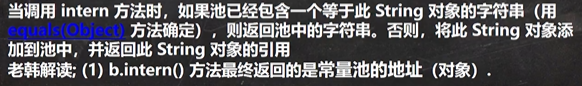 当调用 intern 方法时，如果池已经包含一个等于此 String 对象的字符串（用
equals(Object) 方法确定），则返回池中的字符串。否则，将此 String 对象添
加到池中，并返回此 String 对象的引用
老韩解读; (1) b.intern() 方法最终返回的是常量池的地址（对象）.